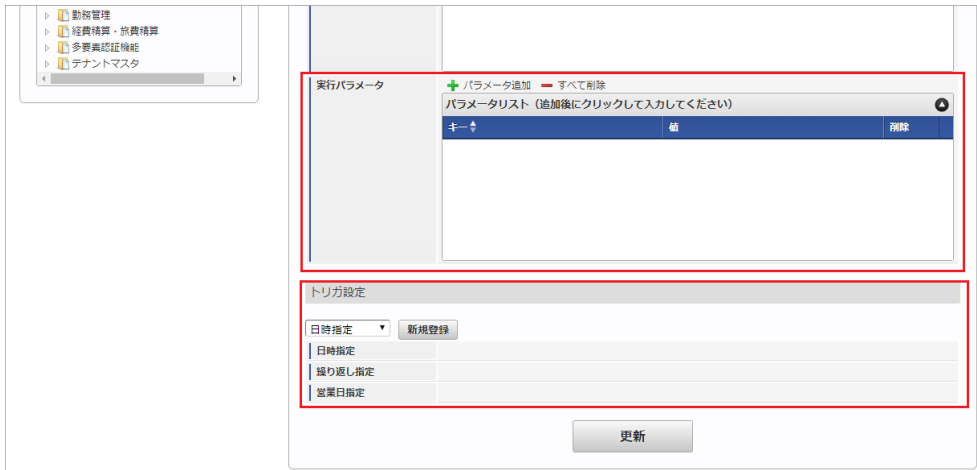 勤務管理
経費精算・旅費精算
多要素認証機能
テナントマスタ
実行パラメータ
パラメータ追加 すべて削除
パラメータリスト（追加後にクリックして入力してください）
キー 値 削除
トリガ設定
日時指定 新規登録
日時指定
繰り返し指定
営業日指定
更新